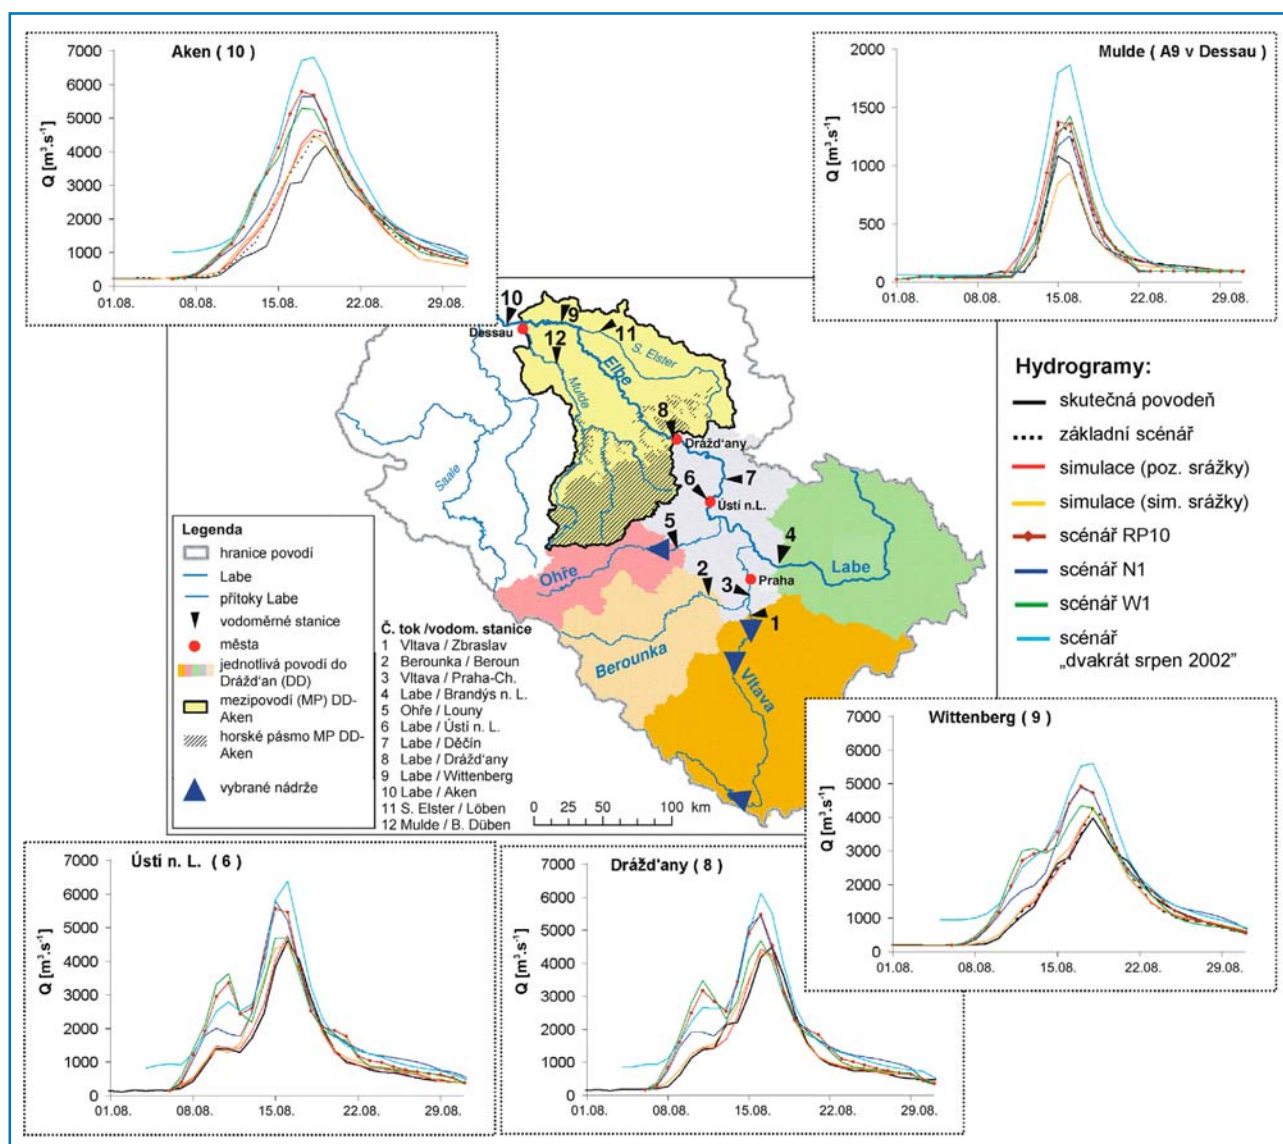 Aken ( 10 )
Q [m³.s⁻¹]
7000
6000
5000
4000
3000
2000
1000
0
01.08. 08.08. 15.08. 22.08. 29.08.
Mulde ( A9 v Dessau )
Q [m³.s⁻¹]
2000
1500
1000
500
0
01.08. 08.08. 15.08. 22.08. 29.08.
Hydrogramy:
skutečná povodeň
základní scénář
simulace (poz. srážky)
simulace (sim. srážky)
scénář RP10
scénář N1
scénář W1
scénář
„dvakrát srpen 2002"
10
9
Dessau
11
12
S. Elster
Elbe
Mulde
8
Drážd'any
Saale
6
7
Ústí n.L.
5
4
Ohře
Labe
2
3
Praha
1
Berounka
Vltava
Legenda
hranice povodí
Labe
přítoky Labe
vodoměrné stanice
města
jednotlivá povodí do
Drážd'an (DD)
mezipovodí (MP) DD-
Aken
horské pásmo MP DD-
Aken
vybrané nádrže
Č. tok /vodom. stanice
1 Vltava / Zbraslav
2 Berounka / Beroun
3 Vltava / Praha-Ch.
4 Labe / Brandýs n. L.
5 Ohře / Louny
6 Labe / Ústí n. L.
7 Labe / Děčín
8 Labe / Drážd'any
9 Labe / Wittenberg
10 Labe / Aken
11 S. Elster / Löben
12 Mulde / B. Düben
0 25 50 100 km
Wittenberg ( 9 )
Q [m³.s⁻¹]
7000
6000
5000
4000
3000
2000
1000
0
01.08. 08.08. 15.08. 22.08. 29.08.
Ústí n. L. ( 6 )
Q [m³.s⁻¹]
7000
6000
5000
4000
3000
2000
1000
0
01.08. 08.08. 15.08. 22.08. 29.08.
Drážd'any ( 8 )
Q [m³.s⁻¹]
7000
6000
5000
4000
3000
2000
1000
0
01.08. 08.08. 15.08. 22.08. 29.08.